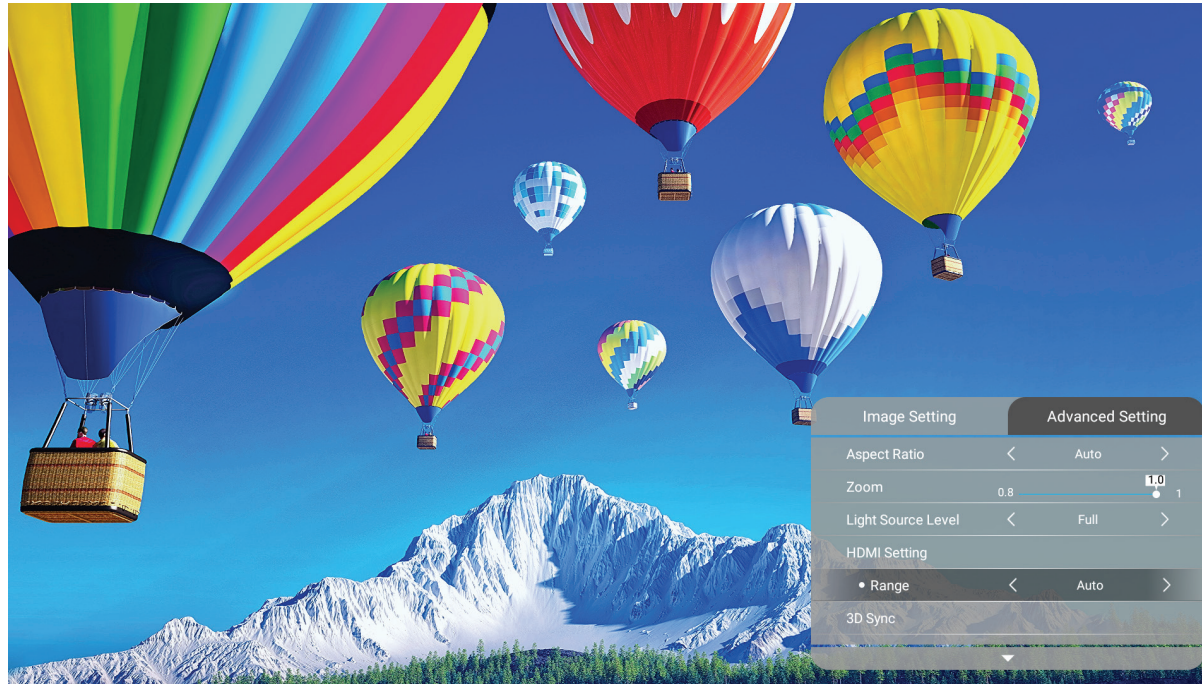 Image Setting Advanced Setting
Aspect Ratio Auto
Zoom 0.8 1.0 1
Light Source Level Full
HDMI Setting
• Range Auto
3D Sync